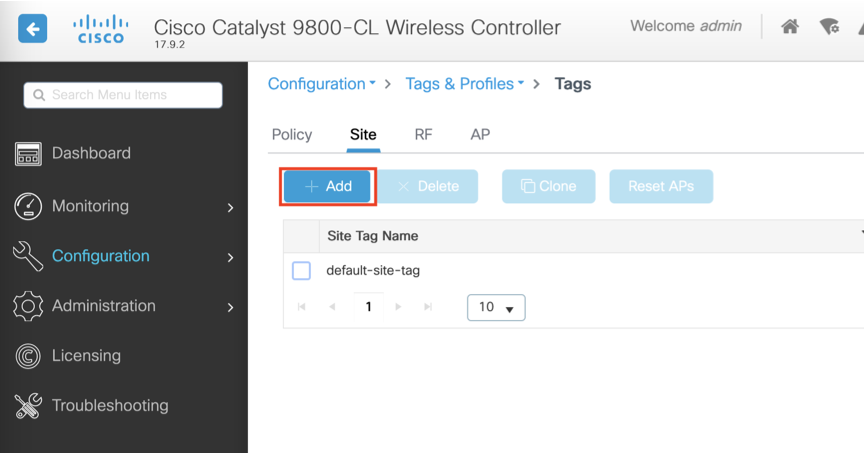 CISCO
Cisco Catalyst 9800-CL Wireless Controller
17.9.2
Welcome admin
Search Menu Items
Dashboard
Monitoring
Configuration
Administration
Licensing
Troubleshooting
Configuration > Tags & Profiles > Tags
Policy Site RF AP
+ Add × Delete Clone Reset APs
Site Tag Name
default-site-tag
1 10